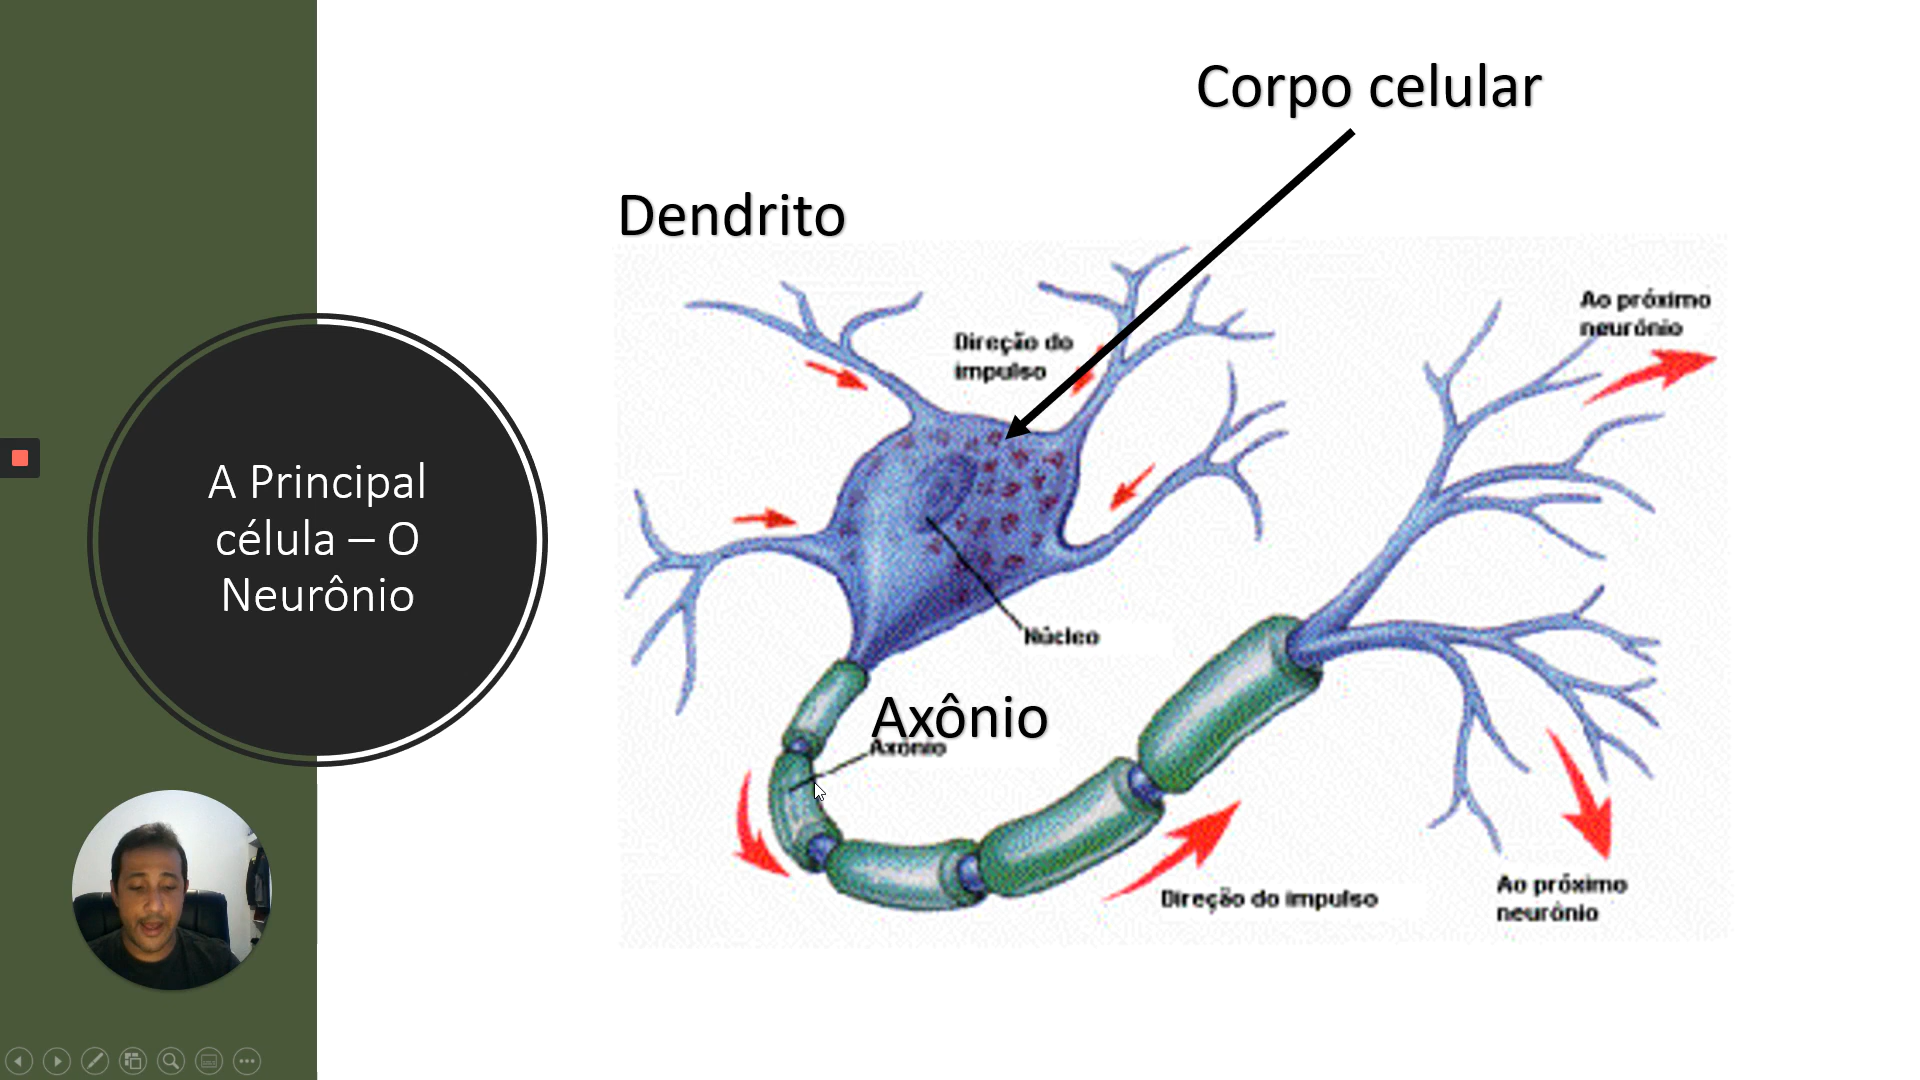 A Principal
célula – O
Neurônio
Corpo celular
Dendrito
Direção do
impulso
Ao próximo
neurônio
Núcleo
Axônio
Axônio
Direção do impulso
Ao próximo
neurônio